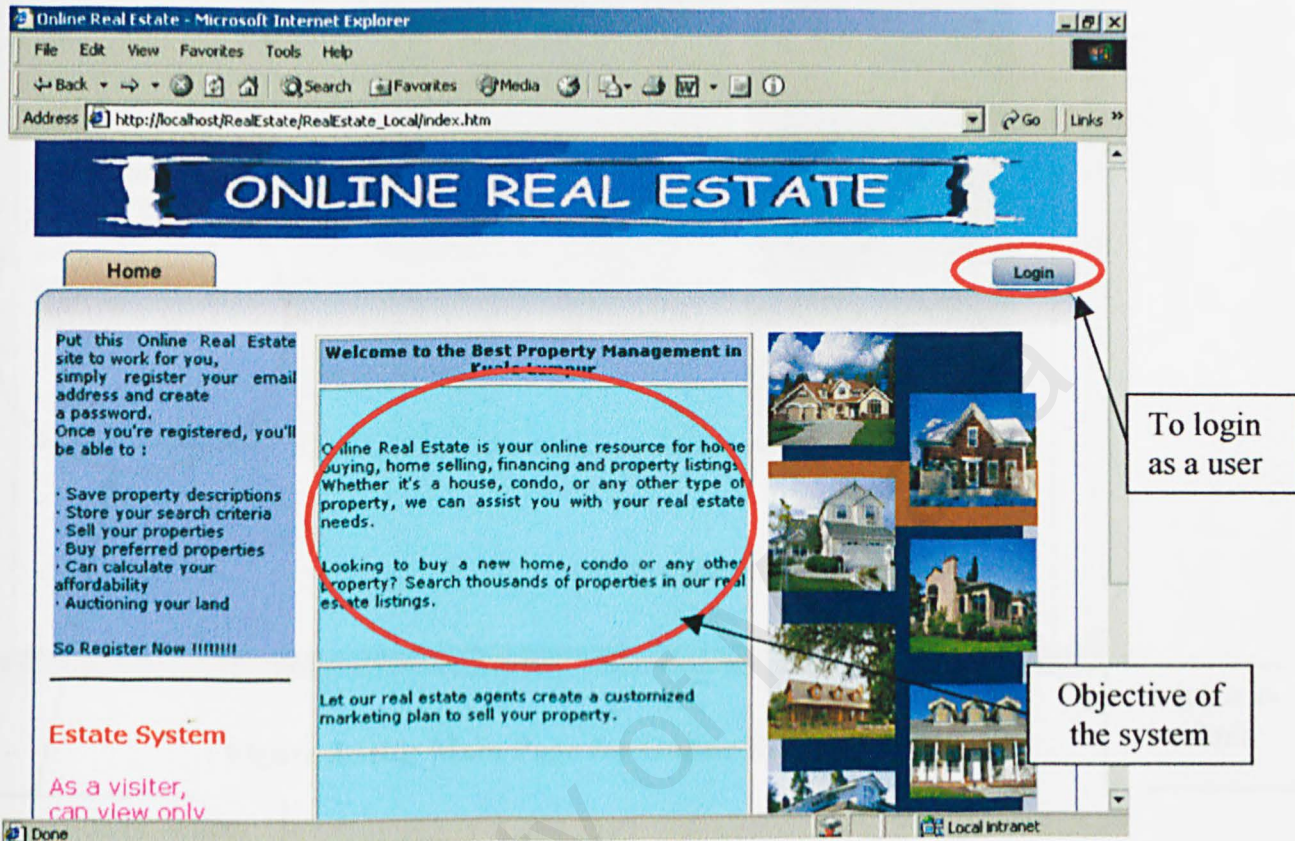 Online Real Estate - Microsoft Internet Explorer
File Edit View Favorites Tools Help
Back Search Favorites Media
Address http://localhost/RealEstate/RealEstate_Local/index.htm Go Links »
ONLINE REAL ESTATE
Home
Login
Put this Online Real Estate
site to work for you,
simply register your email
address and create
a password.
Once you're registered, you'll
be able to :
· Save property descriptions
· Store your search criteria
· Sell your properties
· Buy preferred properties
· Can calculate your
affordability
· Auctioning your land
So Register Now !!!!!!!!
Estate System
As a visiter,
can view only
Welcome to the Best Property Management in
Kuala Lumpur
Online Real Estate is your online resource for home
buying, home selling, financing and property listings
Whether it's a house, condo, or any other type of
property, we can assist you with your real estate
needs.
Looking to buy a new home, condo or any other
property? Search thousands of properties in our real
estate listings.
Let our real estate agents create a customized
marketing plan to sell your property.
To login
as a user
Objective of
the system
Done
Local intranet